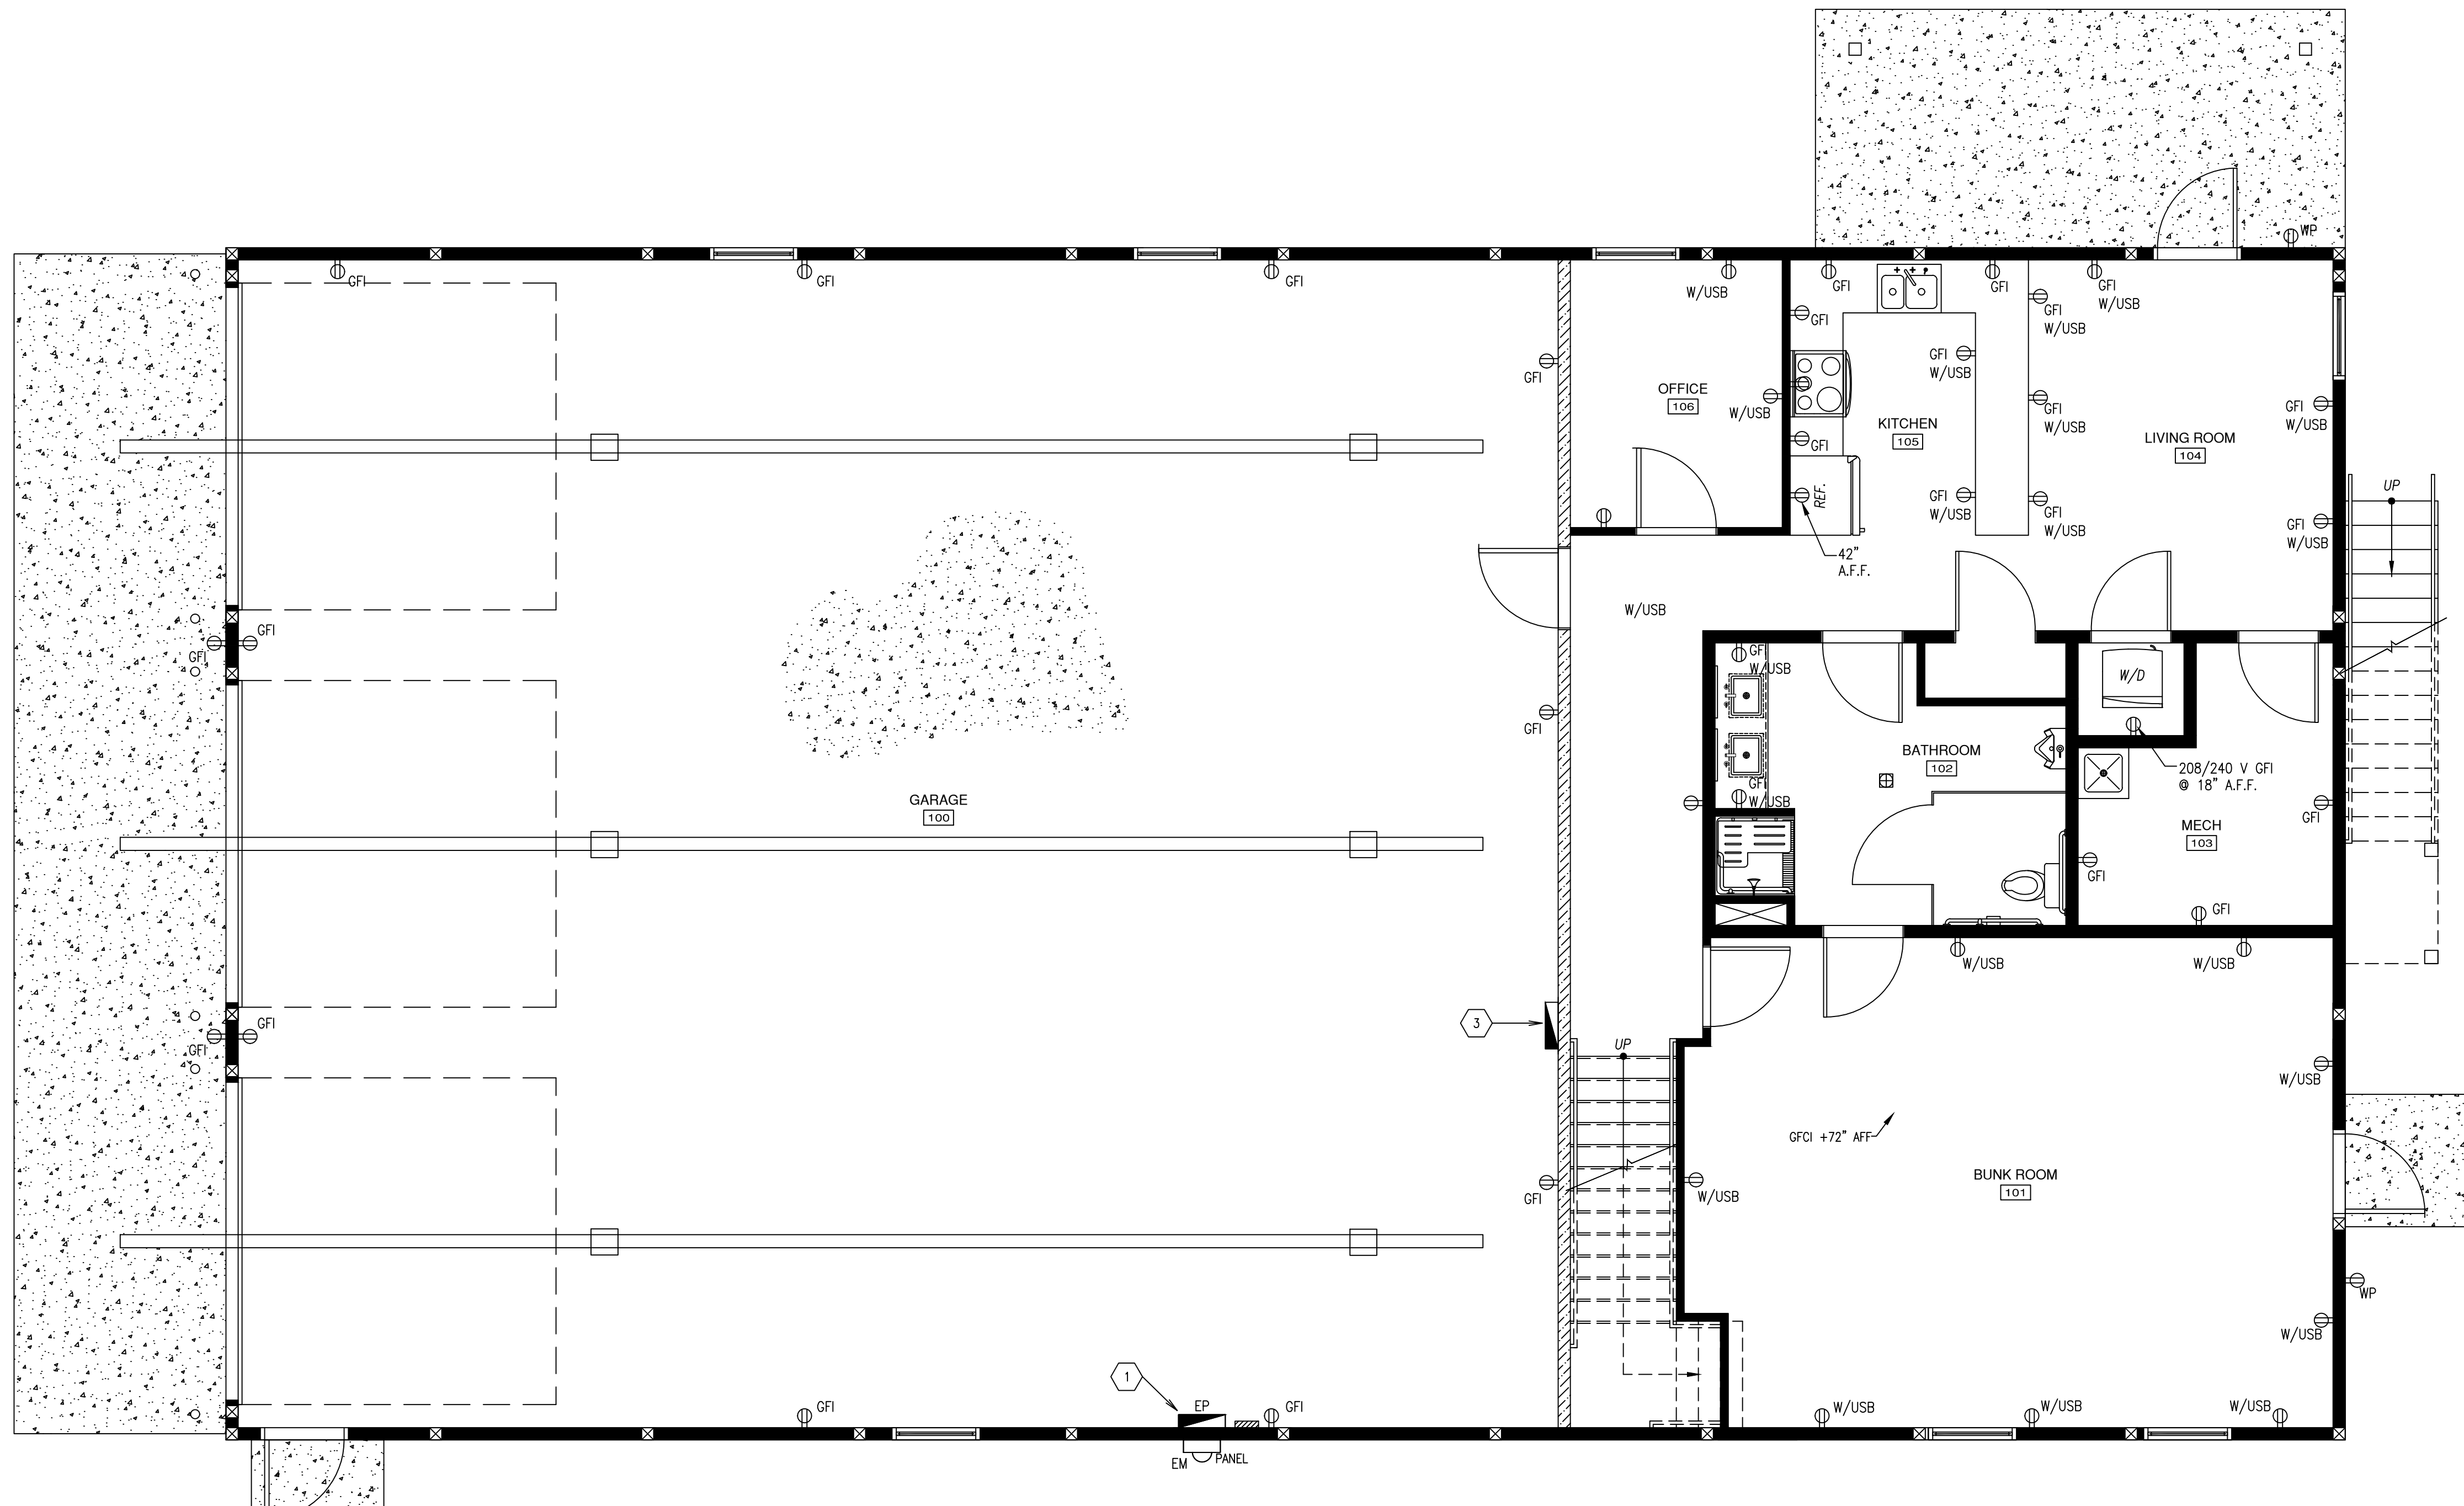 WP
GFI
GFI
GFI
W/USB
GFI
GFI
GFI
W/USB
GFI
W/USB
GFI
GFI
W/USB
GFI
OFFICE
106
W/USB
GFI
W/USB
GFI
W/USB
KITCHEN
105
GFI
LIVING ROOM
104
REF.
GFI
W/USB
GFI
W/USB
GFI
W/USB
UP
42"
A.F.F.
W/USB
GFI
GFI
GFI
W/USB
W/D
GFI
BATHROOM
102
208/240 V GFI
@ 18" A.F.F.
GFI
W/USB
GARAGE
100
MECH
103
GFI
GFI
GFI
W/USB
W/USB
GFI
GFI
3
UP
W/USB
GFCI +72" AFF
BUNK ROOM
101
GFI
W/USB
WP
W/USB
1
EP
GFI
GFI
W/USB
W/USB
W/USB
EM
PANEL